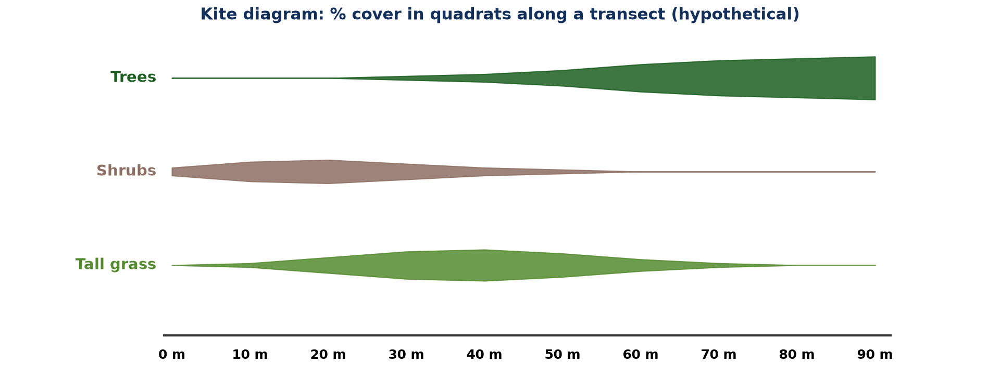 Kite diagram: % cover in quadrats along a transect (hypothetical)
Trees
Shrubs
Tall grass
0 m 10 m 20 m 30 m 40 m 50 m 60 m 70 m 80 m 90 m